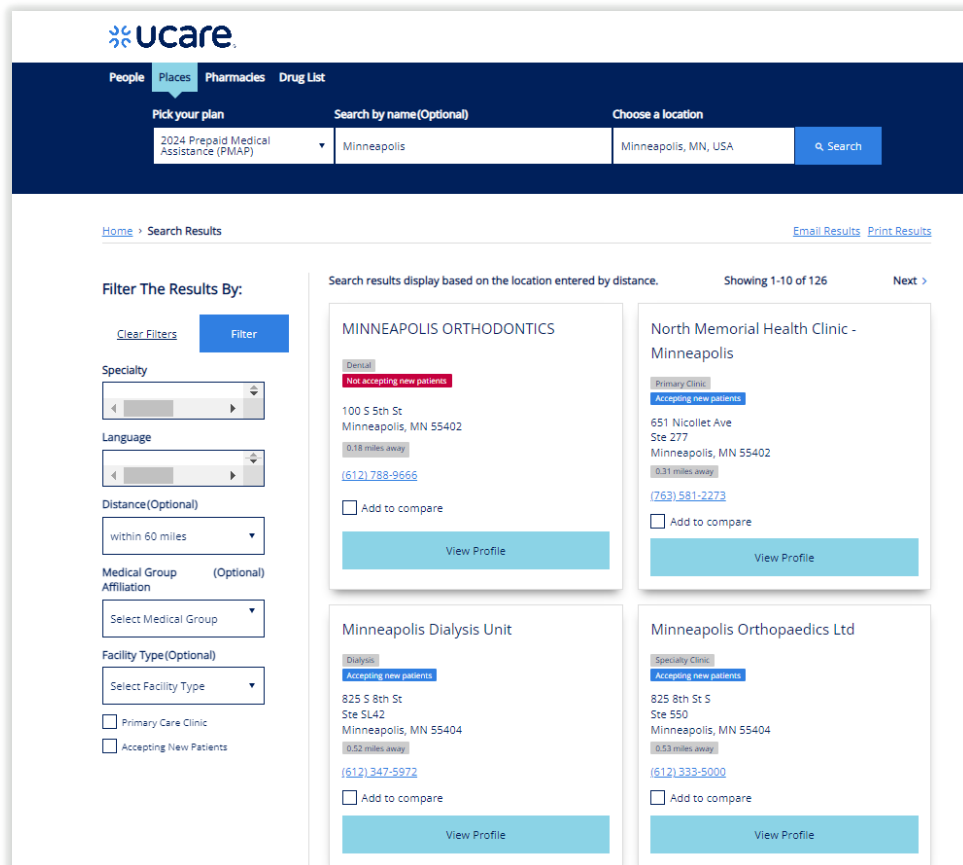 ucare
People Places Pharmacies Drug List
Pick your plan
Search by name(Optional)
Choose a location
2024 Prepaid Medical
Assistance (PMAP)
Minneapolis
Minneapolis, MN, USA
Search
Home › Search Results
Email Results Print Results
Filter The Results By:
Clear Filters
Filter
Specialty
Language
Distance(Optional)
within 60 miles
Medical Group (Optional)
Affiliation
Select Medical Group
Facility Type(Optional)
Select Facility Type
Primary Care Clinic
Accepting New Patients
Search results display based on the location entered by distance.
Showing 1-10 of 126
Next >
MINNEAPOLIS ORTHODONTICS
Dental
Not accepting new patients
100 S 5th St
Minneapolis, MN 55402
0.18 miles away
(612) 788-9666
Add to compare
View Profile
North Memorial Health Clinic -
Minneapolis
Primary Clinic
Accepting new patients
651 Nicollet Ave
Ste 277
Minneapolis, MN 55402
0.31 miles away
(763) 581-2273
Add to compare
View Profile
Minneapolis Dialysis Unit
Dialysis
Accepting new patients
825 S 8th St
Ste SL42
Minneapolis, MN 55404
0.52 miles away
(612) 347-5972
Add to compare
View Profile
Minneapolis Orthopaedics Ltd
Specialty Clinic
Accepting new patients
825 8th St S
Ste 550
Minneapolis, MN 55404
0.53 miles away
(612) 333-5000
Add to compare
View Profile